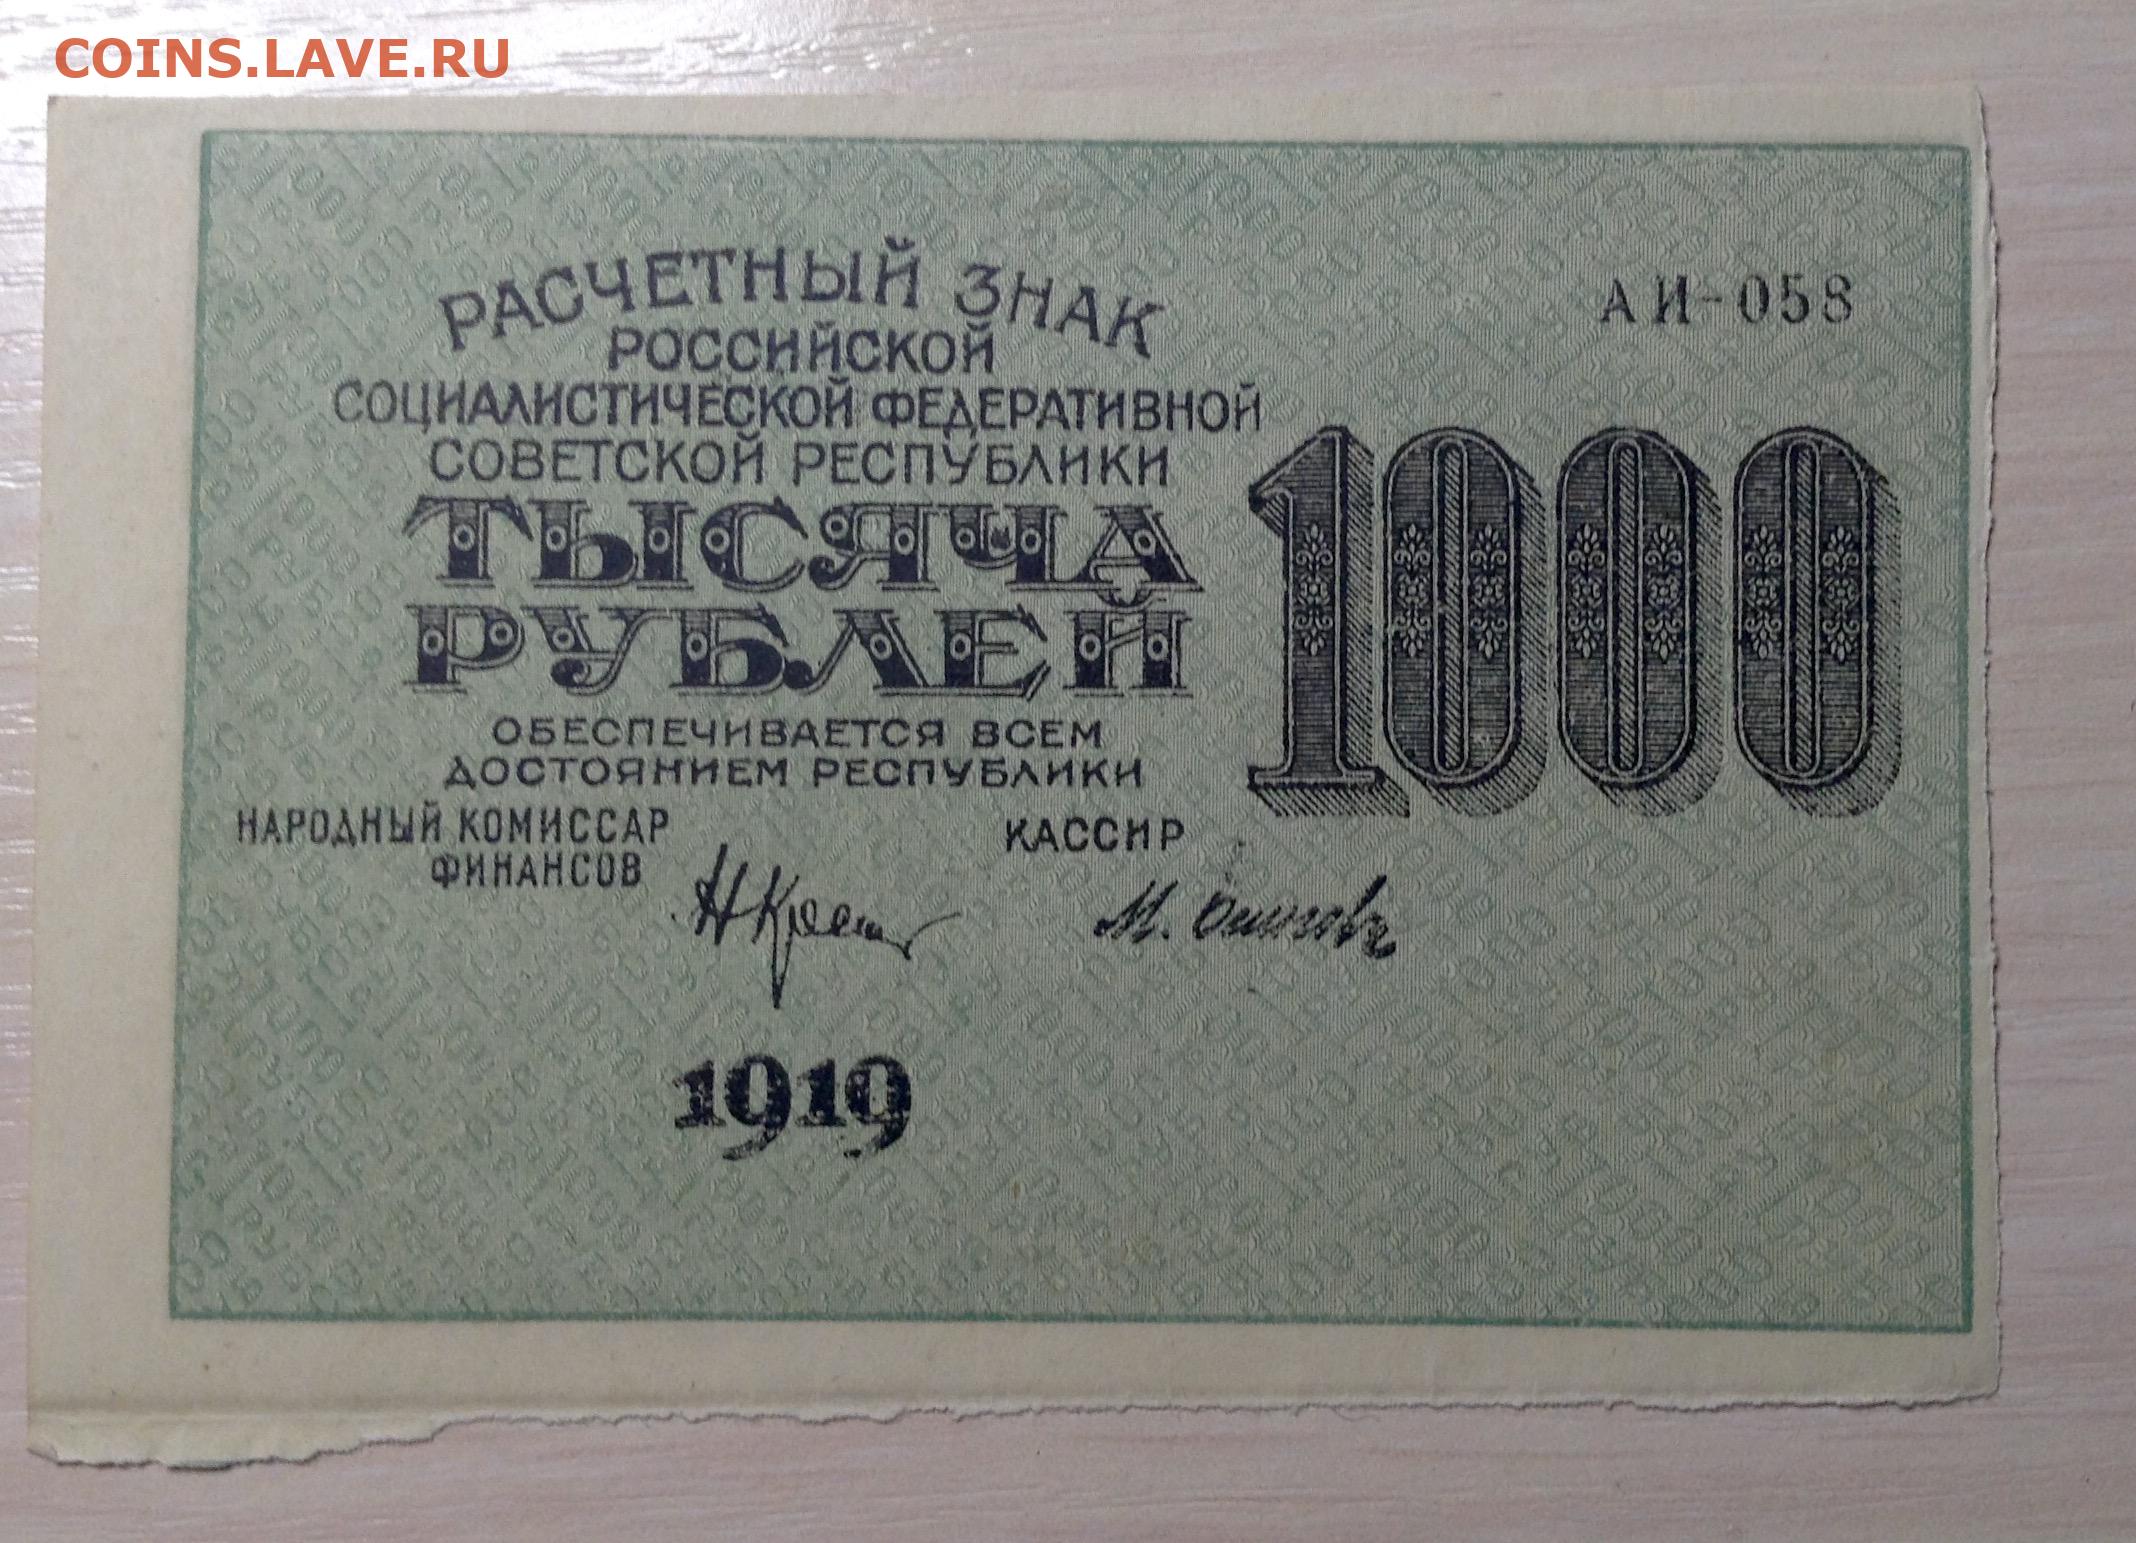 COINS.LAVE.RU
РАСЧЕТНЫЙ ЗНАК
РОССИЙСКОЙ
СОЦИАЛИСТИЧЕСКОЙ ФЕДЕРАТИВНОЙ
СОВЕТСКОЙ РЕСПУБЛИКИ
АИ-058
ТЫСЯЧА
РУБЛЕЙ
1000
ОБЕСПЕЧИВАЕТСЯ ВСЕМ
ДОСТОЯНИЕМ РЕСПУБЛИКИ
НАРОДНЫЙ КОМИССАР
ФИНАНСОВ
КАССИР
М.
1919